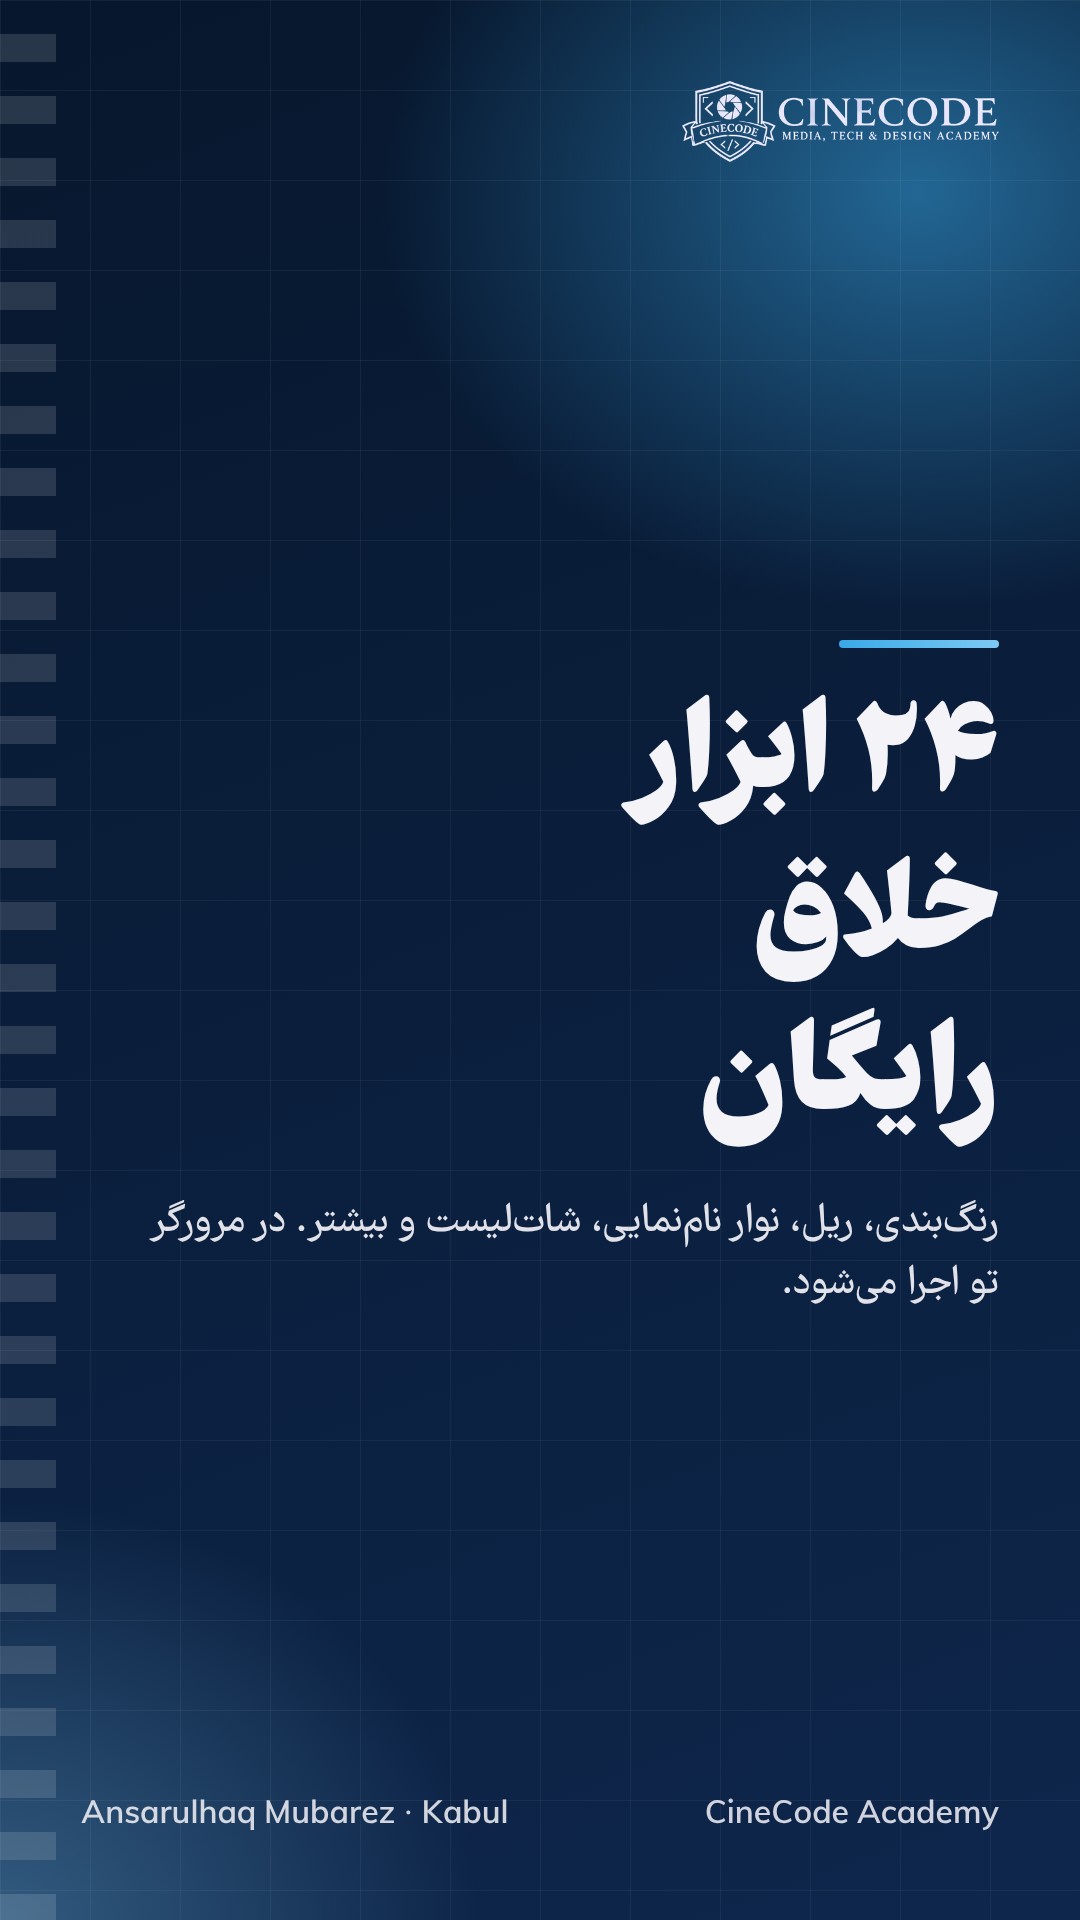 CINECODE
CINECODE
MEDIA, TECH & DESIGN ACADEMY
۲۴ ابزار
خلاق
رایگان
رنگ‌بندی، ریل، نوار نام‌نمایی، شات‌لیست و بیشتر. در مرورگر
تو اجرا می‌شود.
Ansarulhaq Mubarez · Kabul
CineCode Academy